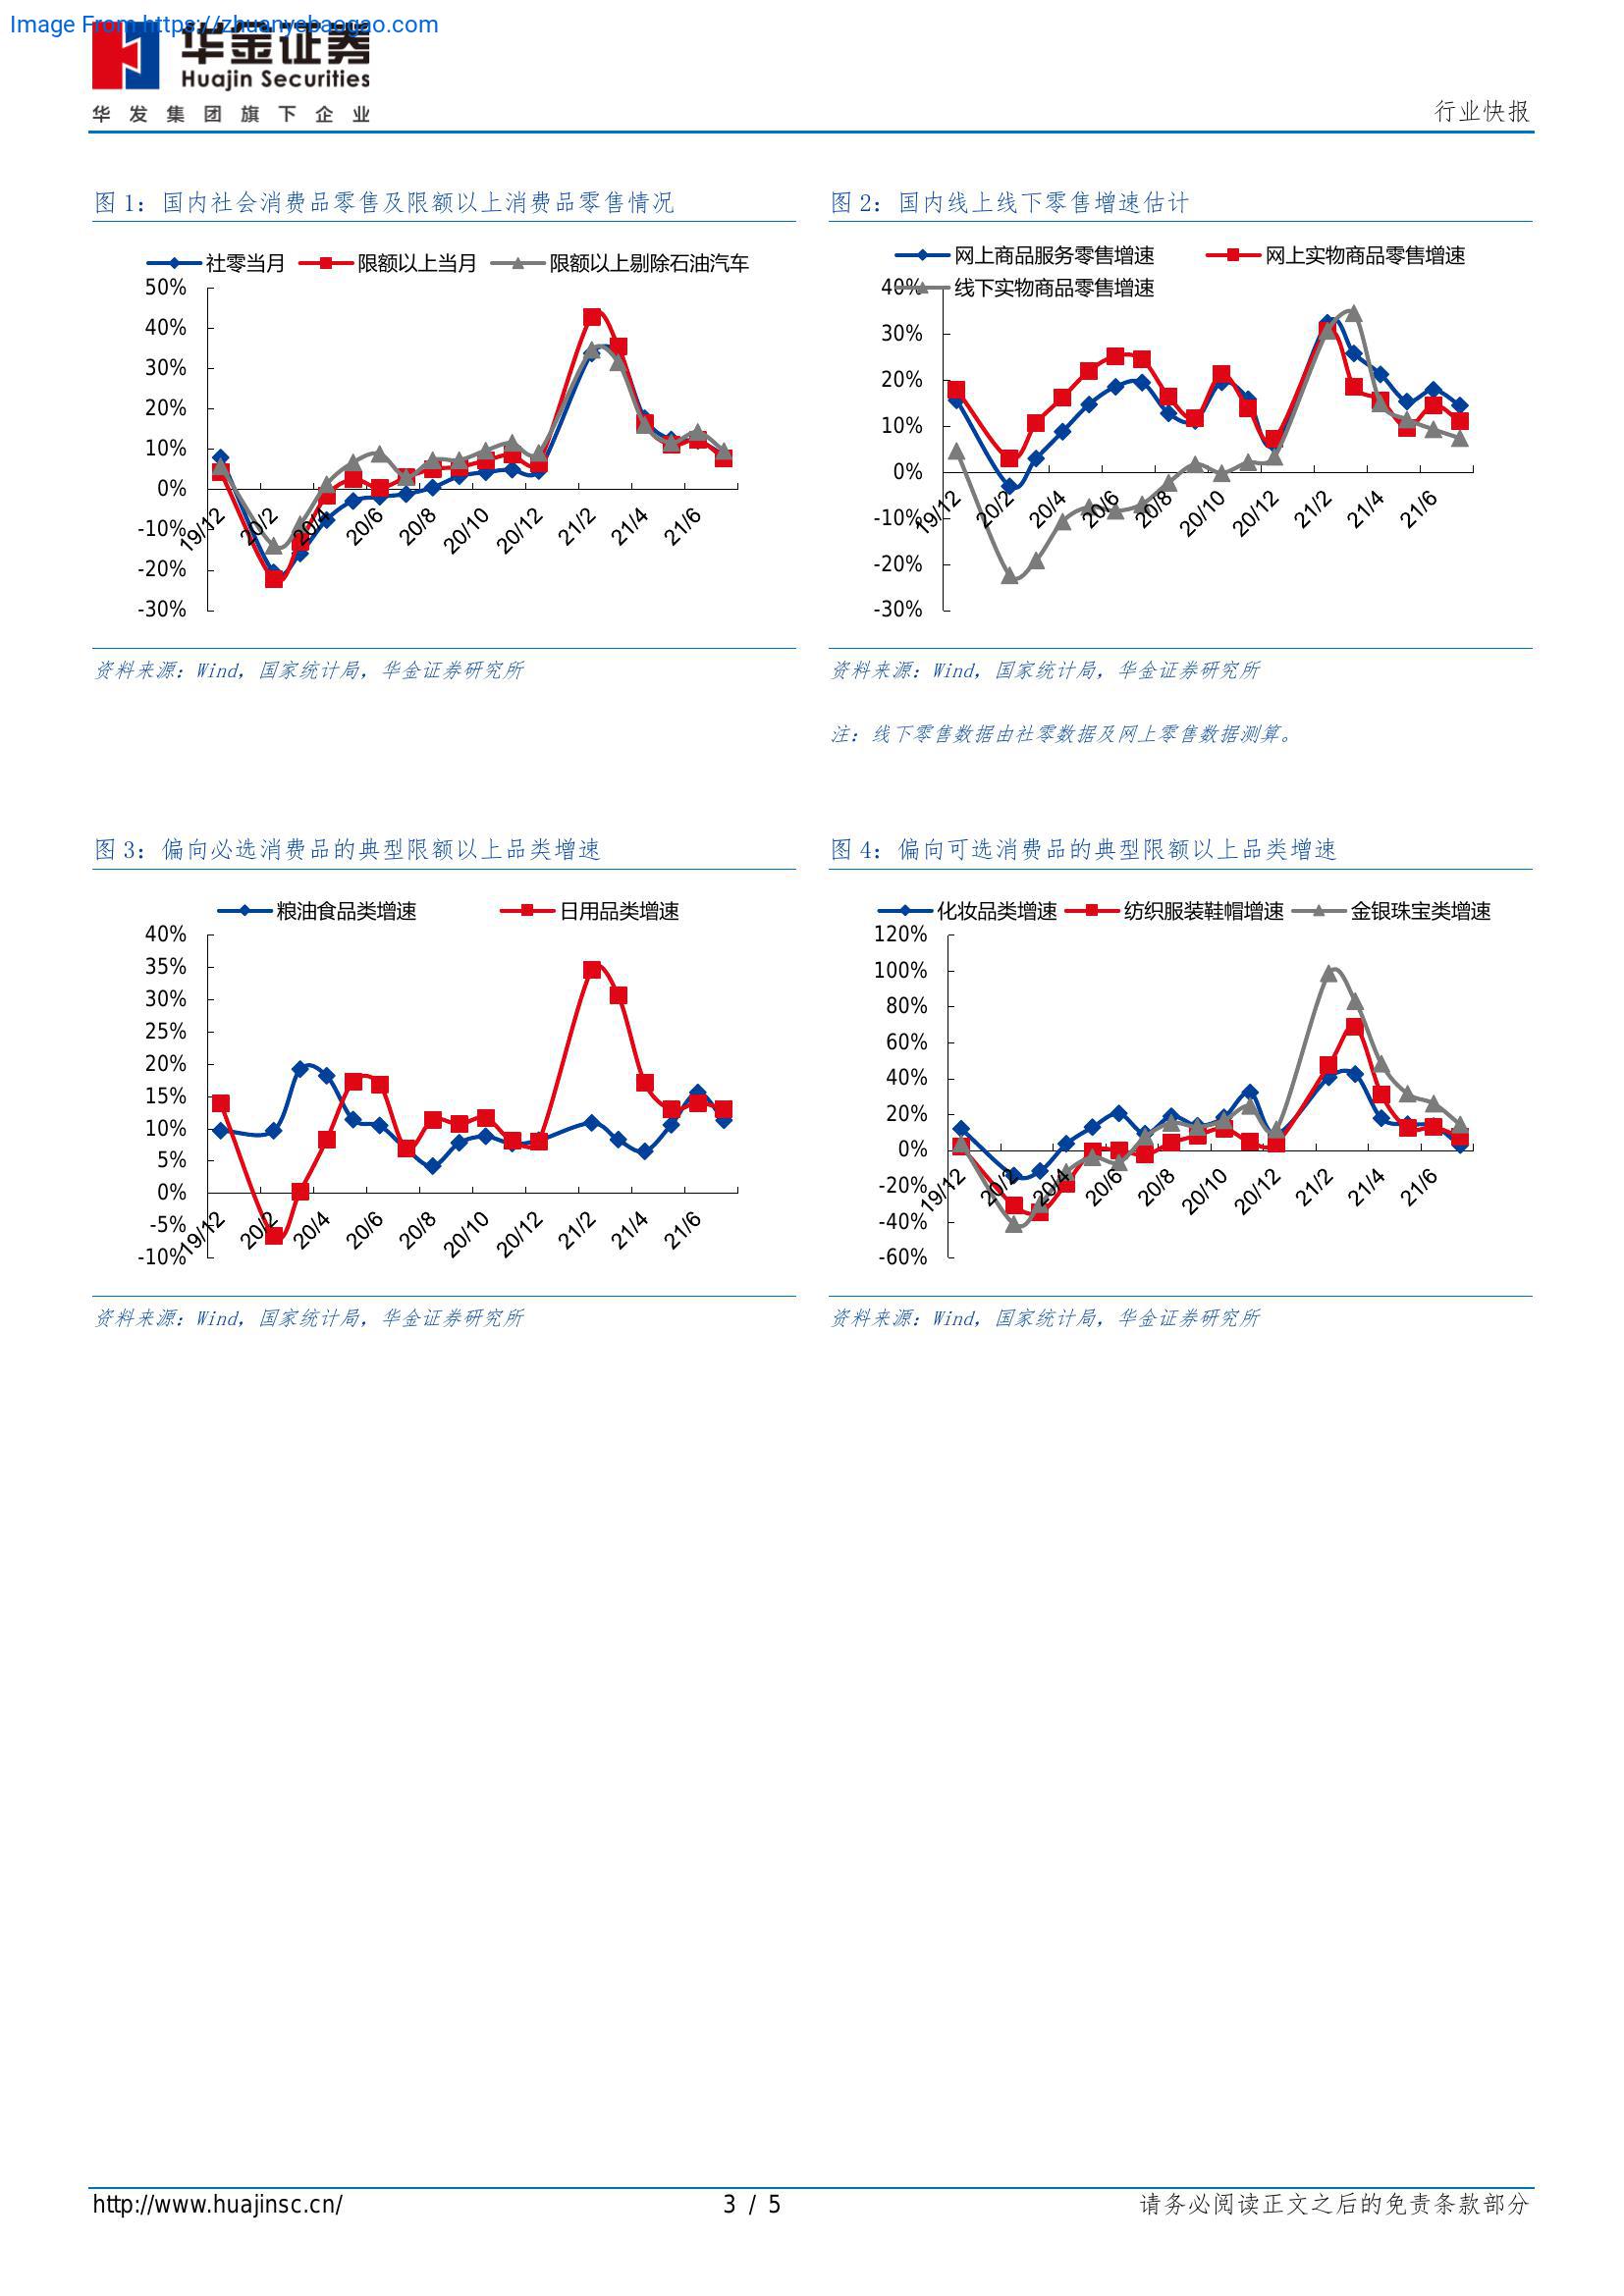 Image From https://zhuanyebaogao.com
华金证券
Huajin Securities
华发集团旗下企业
行业快报
图 1：国内社会消费品零售及限额以上消费品零售情况
社零当月 限额以上当月 限额以上剔除石油汽车
50%
40%
30%
20%
10%
0%
-10%
-20%
-30%
19/12 20/2 20/4 20/6 20/8 20/10 20/12 21/2 21/4 21/6
资料来源：Wind，国家统计局，华金证券研究所
图 2：国内线上线下零售增速估计
网上商品服务零售增速 网上实物商品零售增速
线下实物商品零售增速
40%
30%
20%
10%
0%
-10%
-20%
-30%
19/12 20/2 20/4 20/6 20/8 20/10 20/12 21/2 21/4 21/6
资料来源：Wind，国家统计局，华金证券研究所
注：线下零售数据由社零数据及网上零售数据测算。
图 3：偏向必选消费品的典型限额以上品类增速
粮油食品类增速 日用品类增速
40%
35%
30%
25%
20%
15%
10%
5%
0%
-5%
-10%
19/12 20/2 20/4 20/6 20/8 20/10 20/12 21/2 21/4 21/6
资料来源：Wind，国家统计局，华金证券研究所
图 4：偏向可选消费品的典型限额以上品类增速
化妆品类增速 纺织服装鞋帽增速 金银珠宝类增速
120%
100%
80%
60%
40%
20%
0%
-20%
-40%
-60%
19/12 20/2 20/4 20/6 20/8 20/10 20/12 21/2 21/4 21/6
资料来源：Wind，国家统计局，华金证券研究所
http://www.huajinsc.cn/ 3 / 5 请务必阅读正文之后的免责条款部分